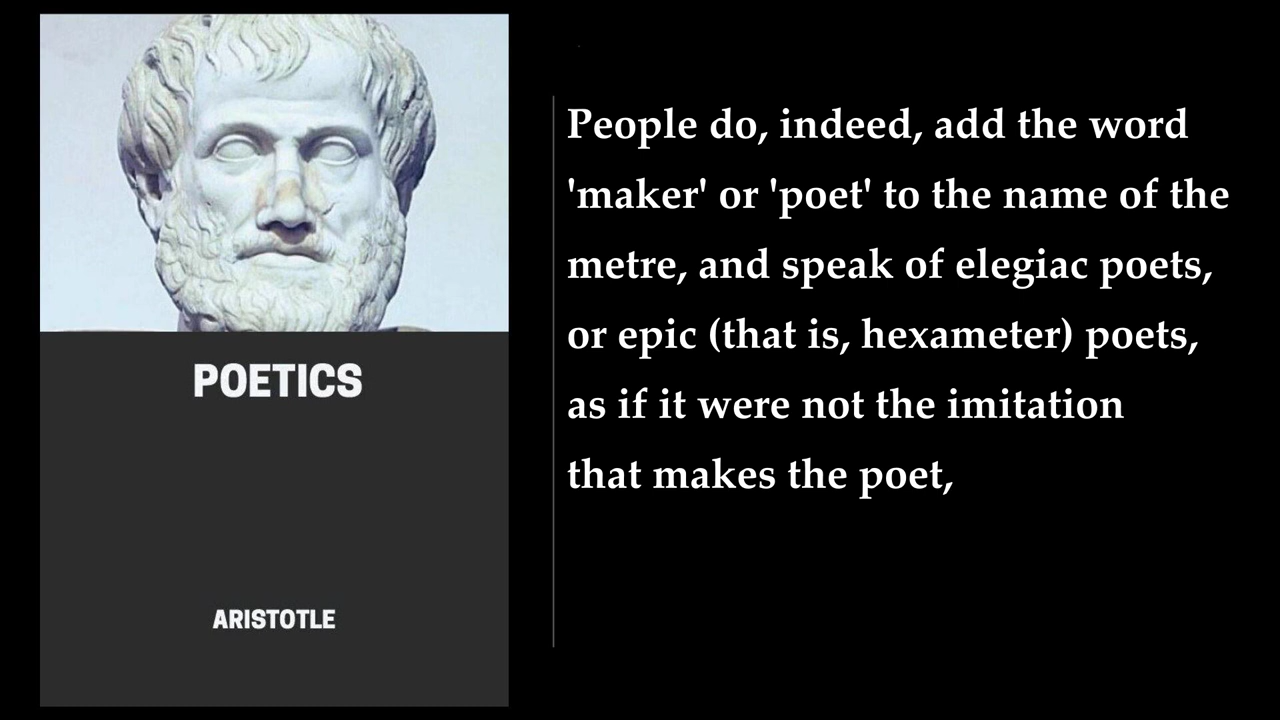 POETICS
ARISTOTLE
People do, indeed, add the word
'maker' or 'poet' to the name of the
metre, and speak of elegiac poets,
or epic (that is, hexameter) poets,
as if it were not the imitation
that makes the poet,